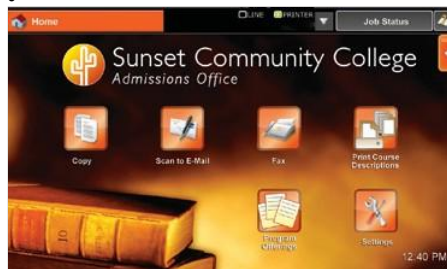 Home
LINE PRINTER
Job Status
Sunset Community College
Admissions Office
Copy
Scan to E-Mail
Fax
Print Course
Descriptions
Program
Offerings
Settings
12:40 PM